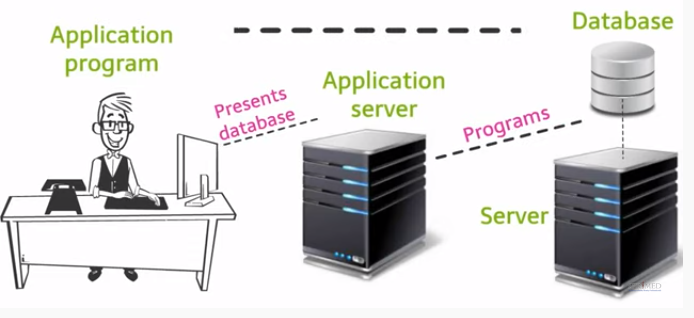 Application
program
Database
Application
server
Presents
database
Programs
Server